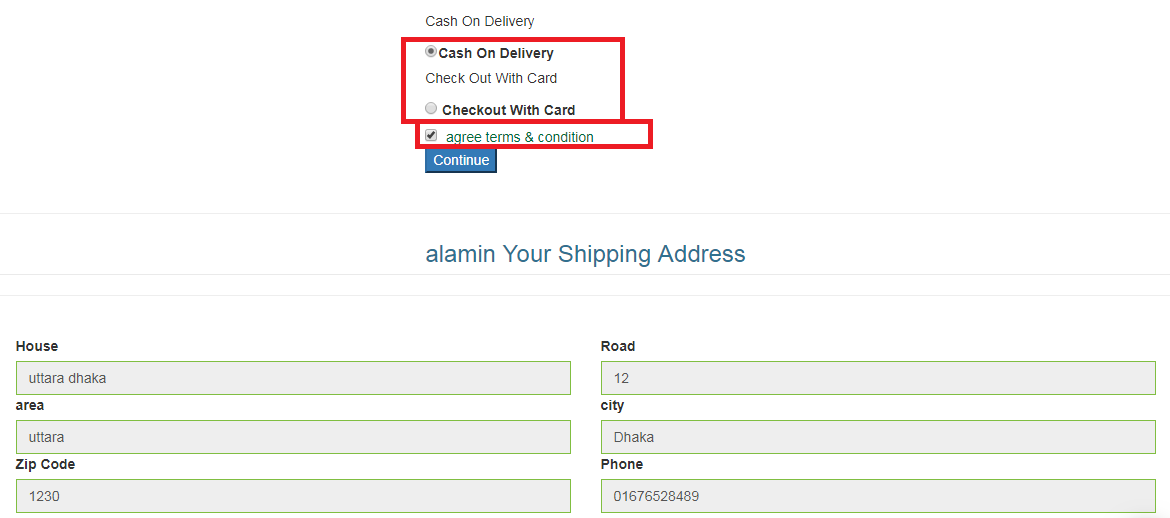 Cash On Delivery
Cash On Delivery
Check Out With Card
Checkout With Card
agree terms & condition
Continue
alamin Your Shipping Address
House
Road
uttara dhaka
12
area
city
uttara
Dhaka
Zip Code
Phone
1230
01676528489